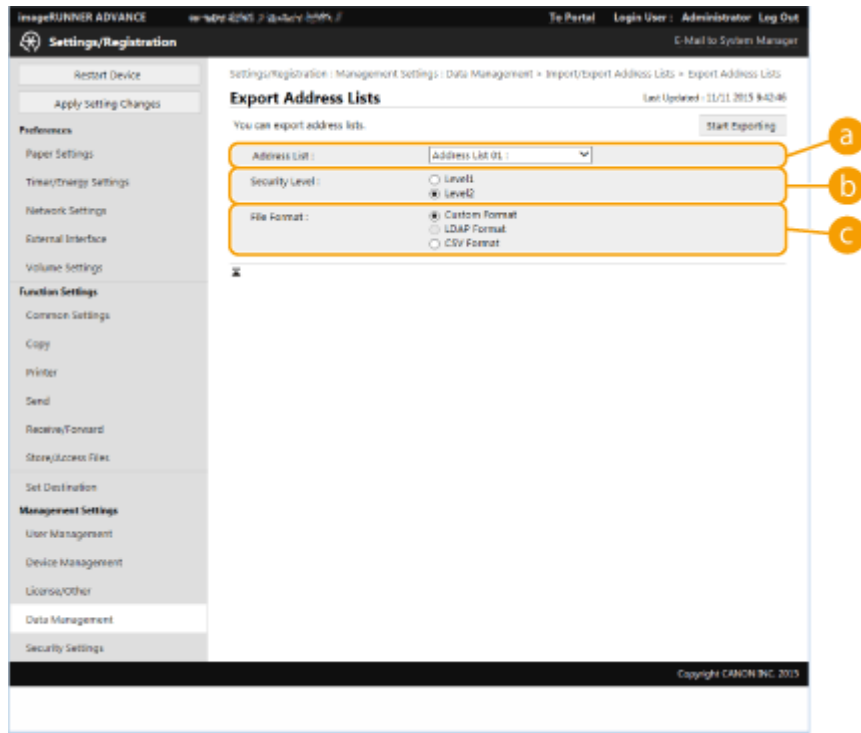 imageRUNNER ADVANCE To Portal Login User : Administrator Log Out
Settings/Registration E-Mail to System Manager
Restart Device
Apply Setting Changes
Preferences
Paper Settings
Timer/Energy Settings
Network Settings
External Interface
Volume Settings
Function Settings
Common Settings
Copy
Printer
Send
Receive/Forward
Store/Access Files
Set Destination
Management Settings
User Management
Device Management
License/Other
Data Management
Security Settings
Settings/Registration : Management Settings : Data Management > Import/Export Address Lists > Export Address Lists
Export Address Lists Last Updated : 11/11 2015 9:42:46
You can export address lists. Start Exporting
Address List : Address List 01 : a
Security Level : Level1
Level2 b
File Format : Custom Format
LDAP Format c
CSV Format
Copyright CANON INC. 2015